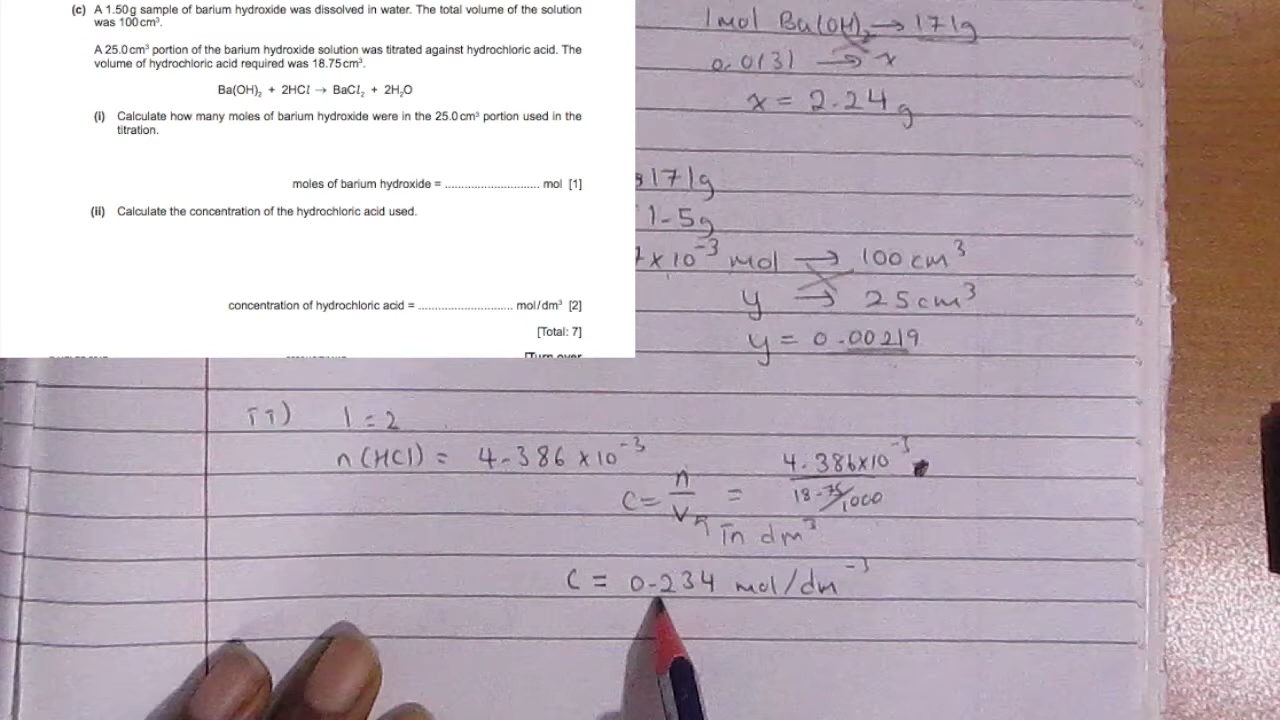 (c) A 1.50 g sample of barium hydroxide was dissolved in water. The total volume of the solution
was 100 cm³.
A 25.0 cm³ portion of the barium hydroxide solution was titrated against hydrochloric acid. The
volume of hydrochloric acid required was 18.75 cm³.
Ba(OH)₂ + 2HCl → BaCl₂ + 2H₂O
(i) Calculate how many moles of barium hydroxide were in the 25.0 cm³ portion used in the
titration.
moles of barium hydroxide = .............................. mol [1]
(ii) Calculate the concentration of the hydrochloric acid used.
concentration of hydrochloric acid = .............................. mol/dm³ [2]
[Total: 7]
[Turn over
1mol Ba(OH)₂ → 171g
0.0131 → x
x = 2.24g
171g
1.5g
7 x 10⁻³ mol → 100 cm³
y → 25cm³
y = 0.00219
ii) 1 = 2
n(HCl) = 4.386 x 10⁻³
C = n/V = 4.386x10⁻³ / 18.75/1000
in dm³
C = 0.234 mol/dm⁻³